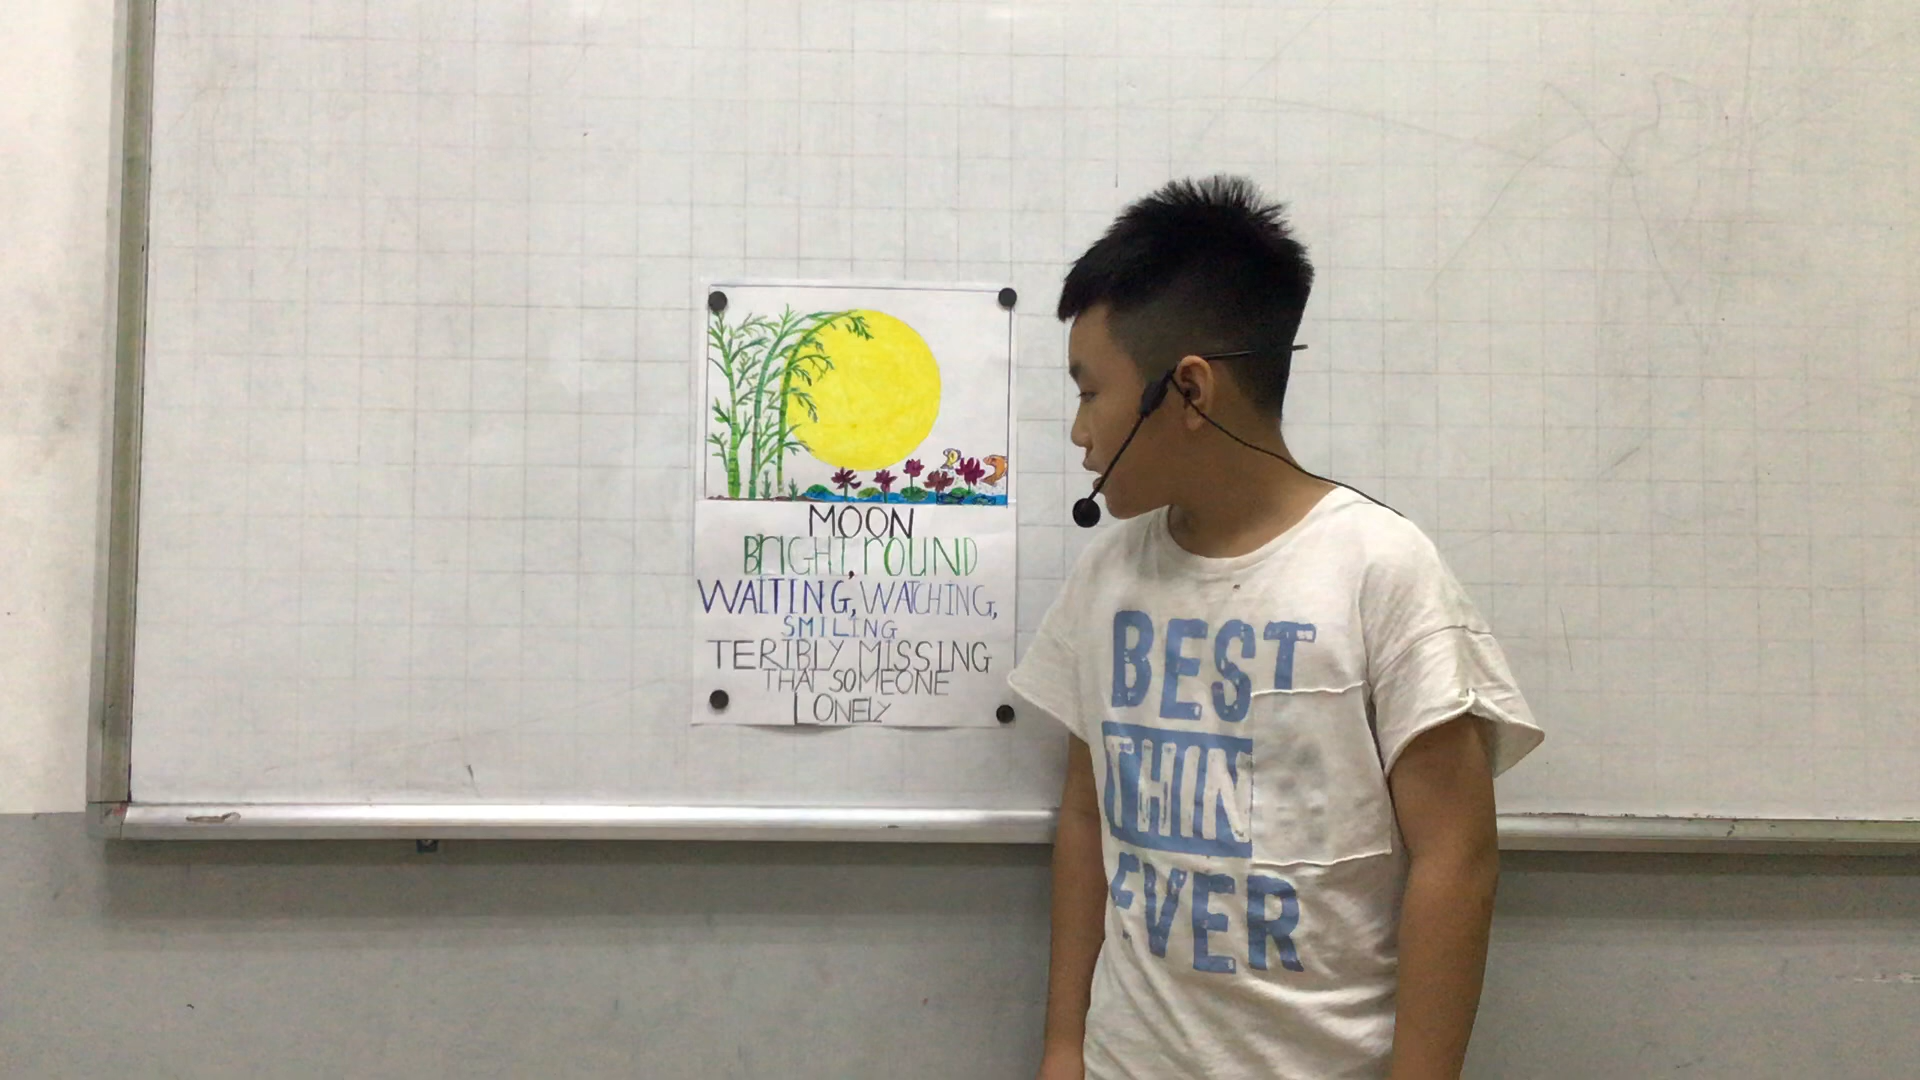 MOON
BRIGHT, rOUND
WAITING, WATCHING,
SMILING
TERIBLY MISSING
THAT SOMEONE
LONELY
BEST
THIN
EVER